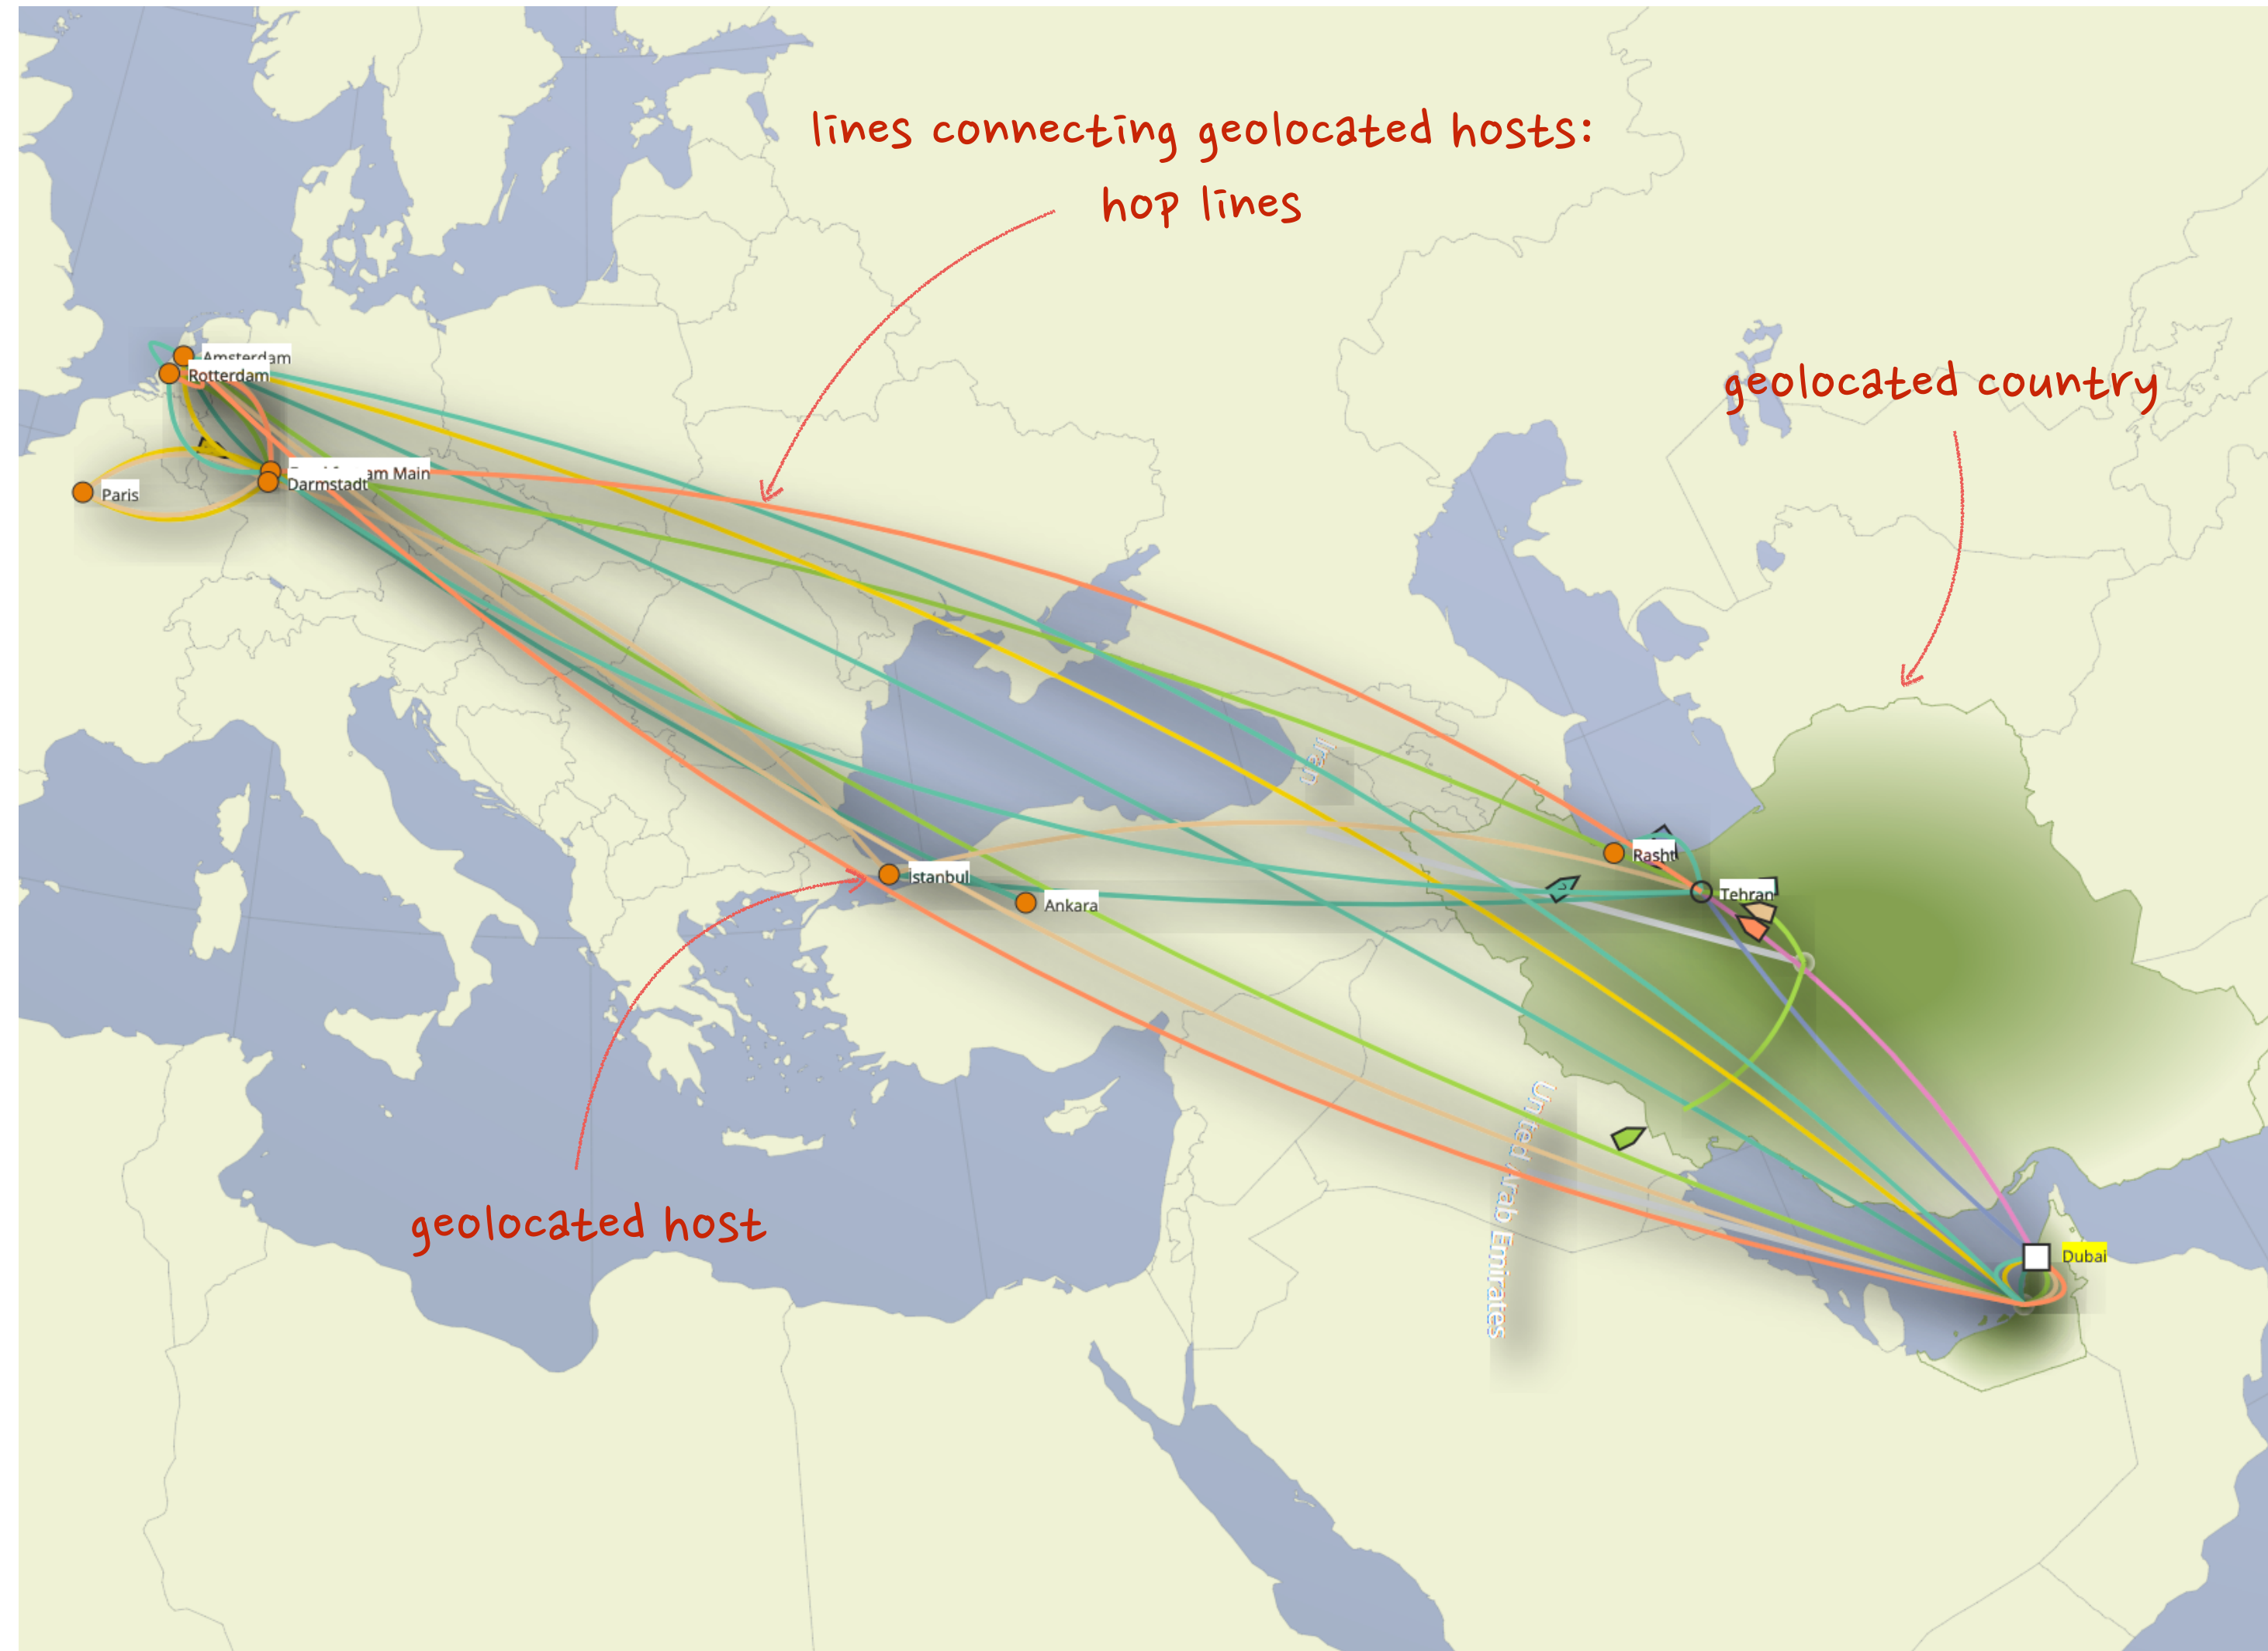 lines connecting geolocated hosts:
hop lines
geolocated country
Amsterdam
Rotterdam
am Main
Darmstadt
Paris
Iran
Rasht
Tehran
İstanbul
Ankara
United Arab Emirates
geolocated host
Dubai